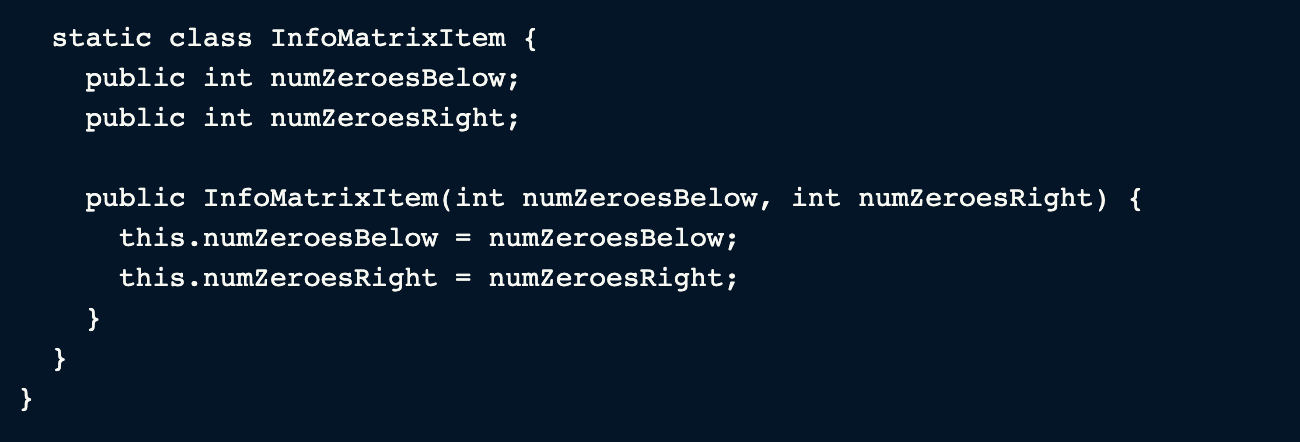 static class InfoMatrixItem {
public int numZeroesBelow;
public int numZeroesRight;
public InfoMatrixItem(int numZeroesBelow, int numZeroesRight) {
this.numZeroesBelow = numZeroesBelow;
this.numZeroesRight = numZeroesRight;
}
}
}